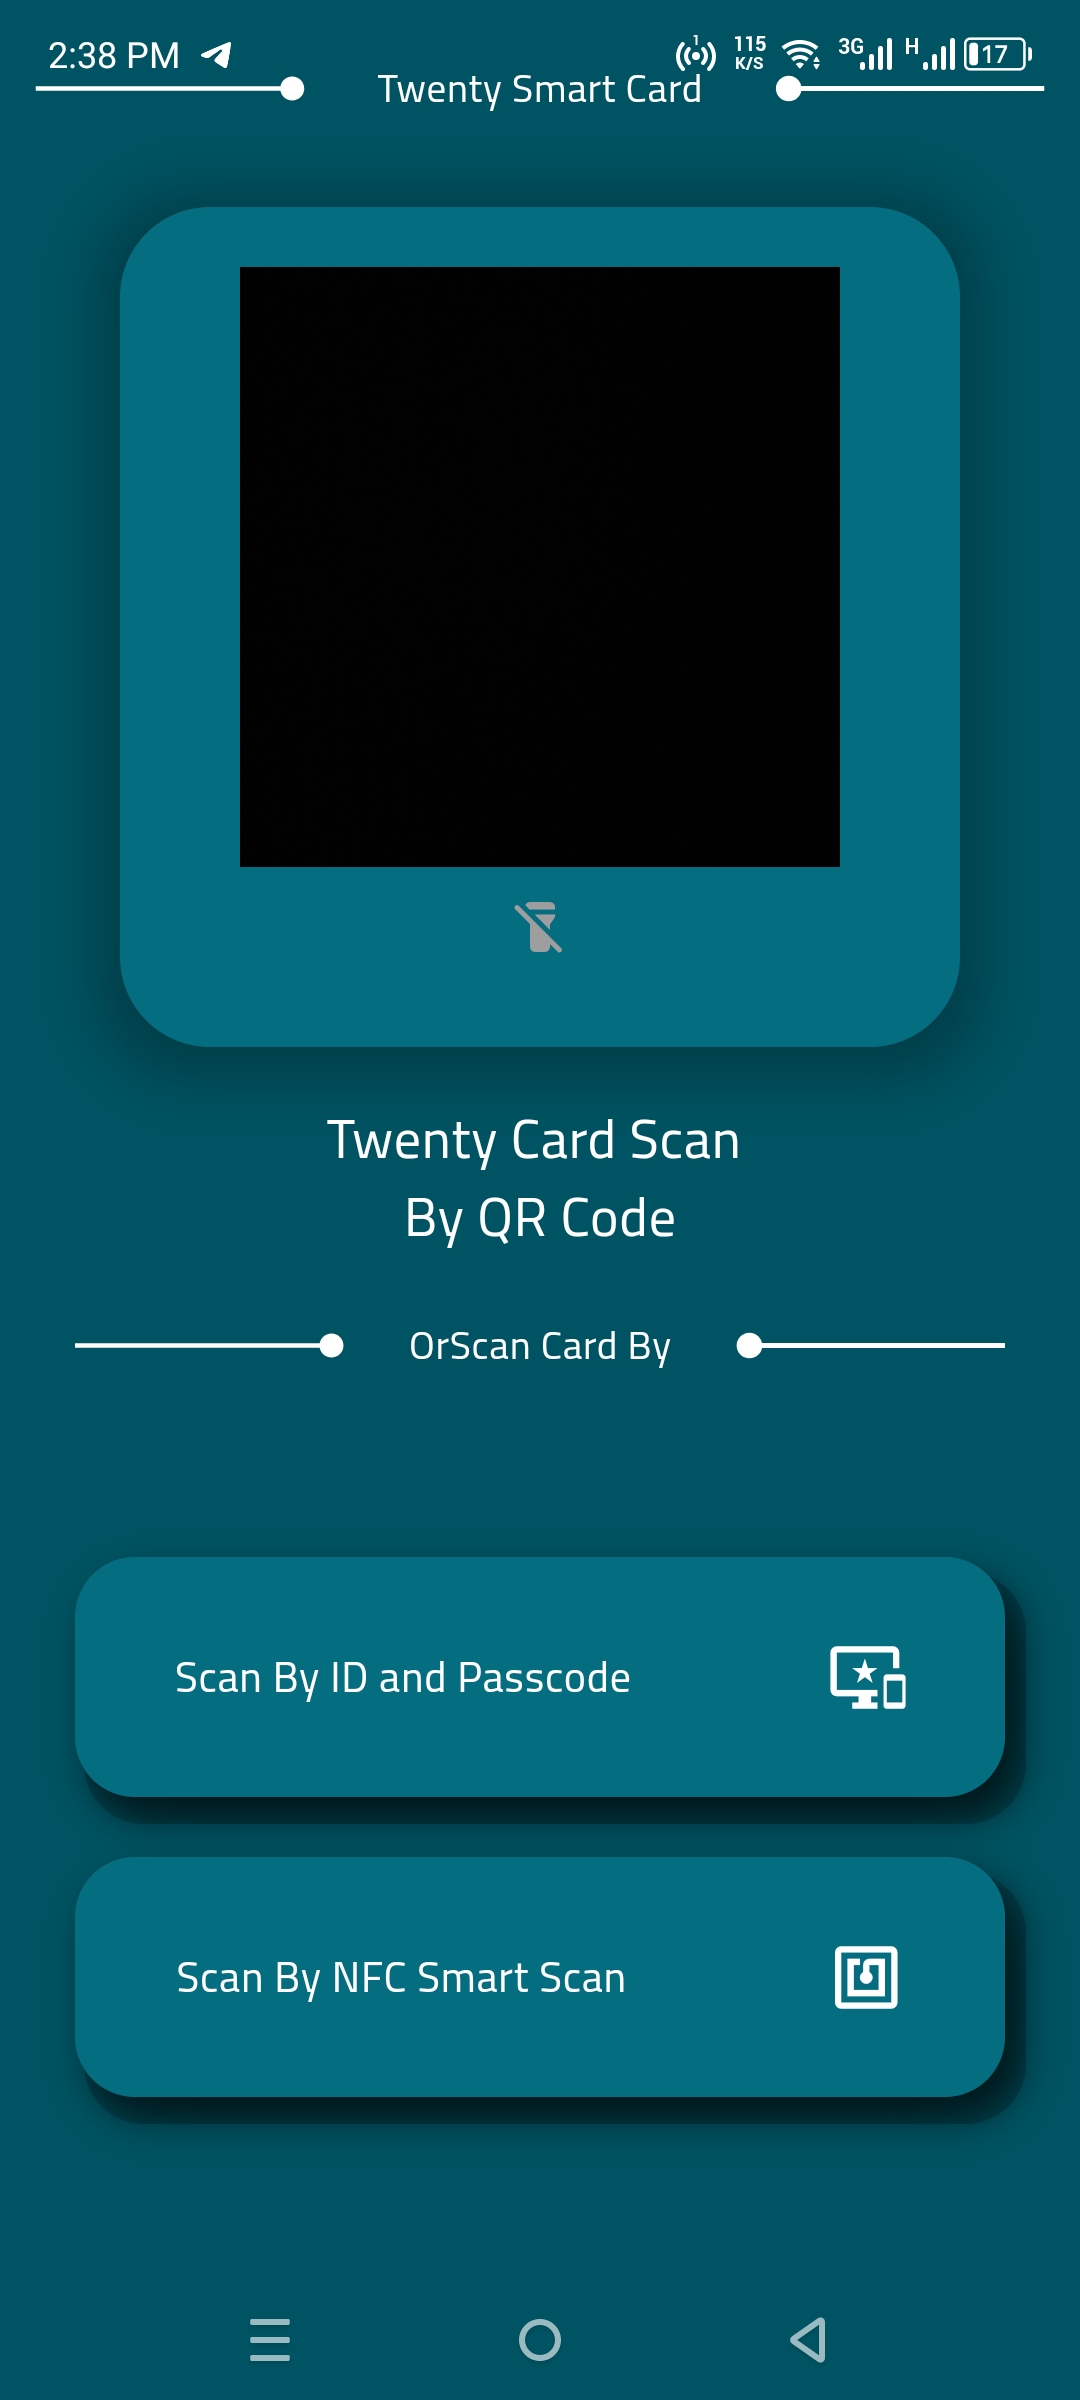 2:38 PM
1
115
K/S
3G
H
17
Twenty Smart Card
Twenty Card Scan
By QR Code
OrScan Card By
Scan By ID and Passcode
Scan By NFC Smart Scan